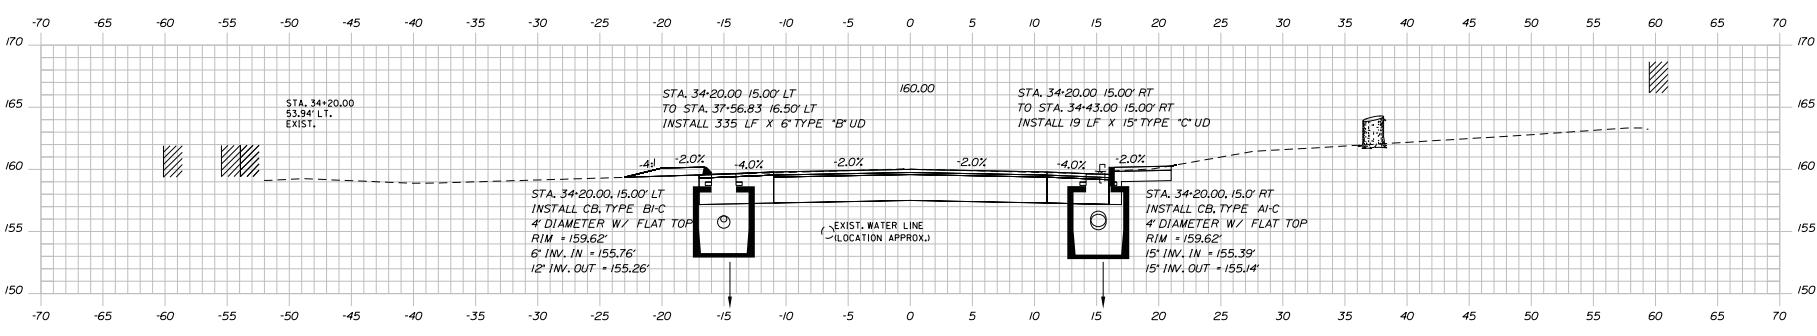 -70 -65 -60 -55 -50 -45 -40 -35 -30 -25 -20 -15 -10 -5 0 5 10 15 20 25 30 35 40 45 50 55 60 65 70
170 170
165 165
160 160
155 155
150 150
STA. 34+20.00
53.94' LT.
EXIST.
STA. 34+20.00 15.00' LT
TO STA. 37+56.83 16.50' LT
INSTALL 335 LF X 6" TYPE "B" UD
160.00
STA. 34+20.00 15.00' RT
TO STA. 34+43.00 15.00' RT
INSTALL 19 LF X 15" TYPE "C" UD
-4:1 -2.0% -4.0% -2.0% -2.0% -4.0% -2.0%
STA. 34+20.00, 15.00' LT
INSTALL CB, TYPE B1-C
4' DIAMETER W/ FLAT TOP
RIM = 159.62'
6" INV. IN = 155.76'
12" INV. OUT = 155.26'
EXIST. WATER LINE
(LOCATION APPROX.)
STA. 34+20.00, 15.0' RT
INSTALL CB, TYPE A1-C
4' DIAMETER W/ FLAT TOP
RIM = 159.62'
15" INV. IN = 155.39'
15" INV. OUT = 155.14'
-70 -65 -60 -55 -50 -45 -40 -35 -30 -25 -20 -15 -10 -5 0 5 10 15 20 25 30 35 40 45 50 55 60 65 70